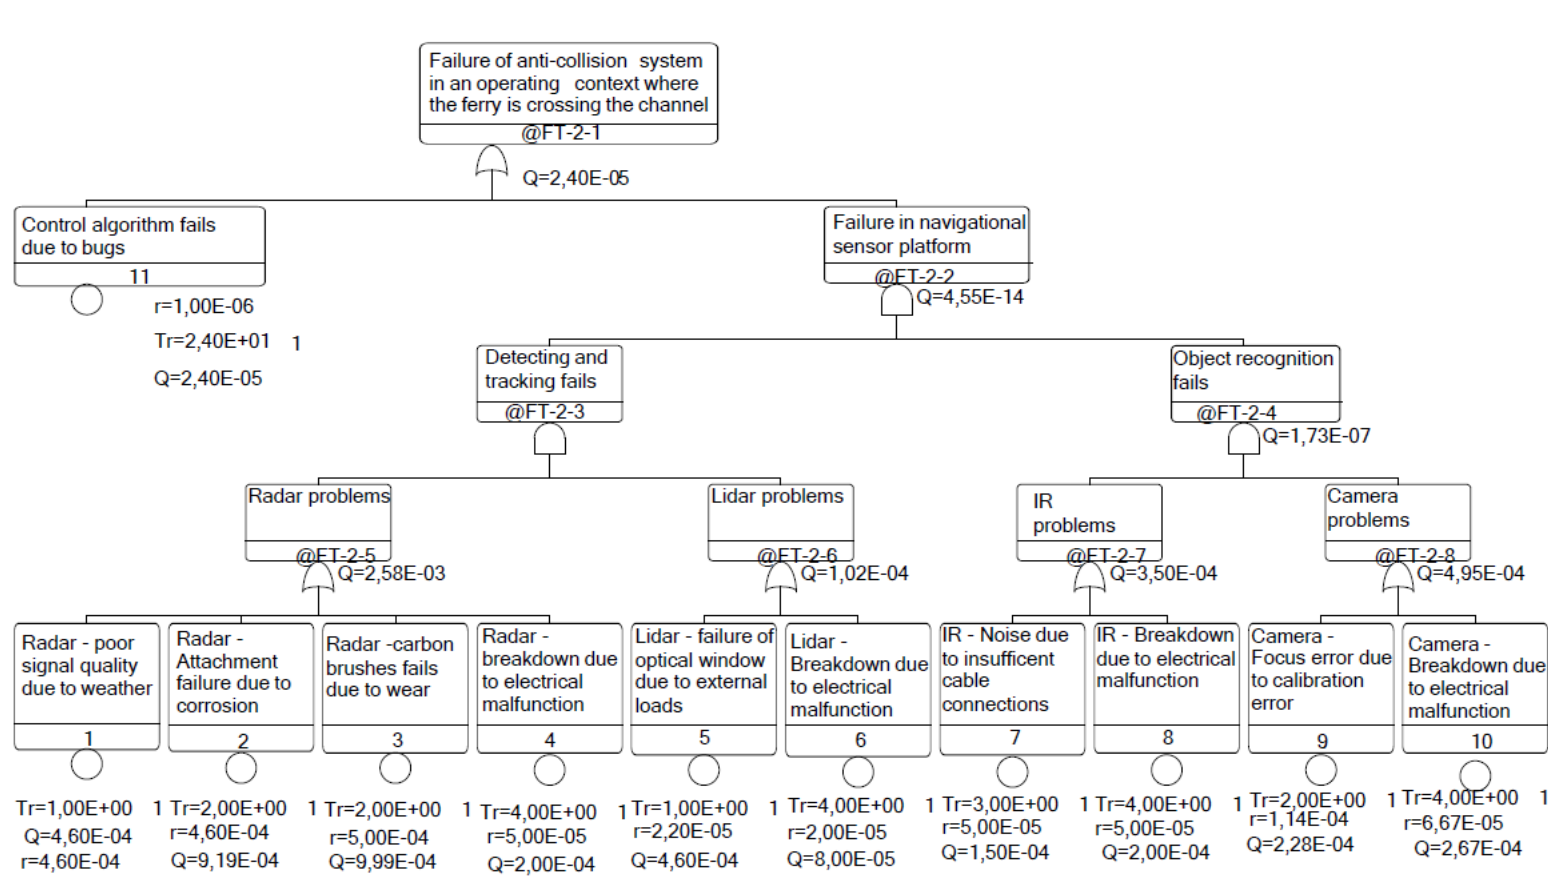 Failure of anti-collision system
in an operating context where
the ferry is crossing the channel
@FT-2-1
Q=2,40E-05
Control algorithm fails
due to bugs
11
r=1,00E-06
Tr=2,40E+01 1
Q=2,40E-05
Failure in navigational
sensor platform
@FT-2-2
Q=4,55E-14
Detecting and
tracking fails
@FT-2-3
Object recognition
fails
@FT-2-4
Q=1,73E-07
Radar problems
@FT-2-5
Q=2,58E-03
Lidar problems
@FT-2-6
Q=1,02E-04
IR
problems
@FT-2-7
Q=3,50E-04
Camera
problems
@FT-2-8
Q=4,95E-04
Radar - poor
signal quality
due to weather
1
Tr=1,00E+00 1
Q=4,60E-04
r=4,60E-04
Radar -
Attachment
failure due to
corrosion
2
Tr=2,00E+00 1
r=4,60E-04
Q=9,19E-04
Radar -carbon
brushes fails
due to wear
3
Tr=2,00E+00 1
r=5,00E-04
Q=9,99E-04
Radar -
breakdown due
to electrical
malfunction
4
Tr=4,00E+00 1
r=5,00E-05
Q=2,00E-04
Lidar - failure of
optical window
due to external
loads
5
Tr=1,00E+00 1
r=2,20E-05
Q=4,60E-04
Lidar -
Breakdown due
to electrical
malfunction
6
Tr=4,00E+00 1
r=2,00E-05
Q=8,00E-05
IR - Noise due
to insufficent
cable
connections
7
Tr=3,00E+00 1
r=5,00E-05
Q=1,50E-04
IR - Breakdown
due to electrical
malfunction
8
Tr=4,00E+00 1
r=5,00E-05
Q=2,00E-04
Camera -
Focus error due
to calibration
error
9
Tr=2,00E+00 1
r=1,14E-04
Q=2,28E-04
Camera -
Breakdown due
to electrical
malfunction
10
Tr=4,00E+00 1
r=6,67E-05
Q=2,67E-04